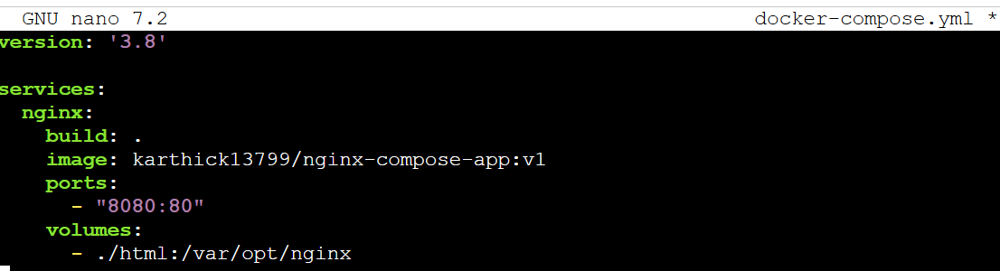 GNU nano 7.2 docker-compose.yml *
version: '3.8'
services:
nginx:
build: .
image: karthick13799/nginx-compose-app:v1
ports:
- "8080:80"
volumes:
- ./html:/var/opt/nginx